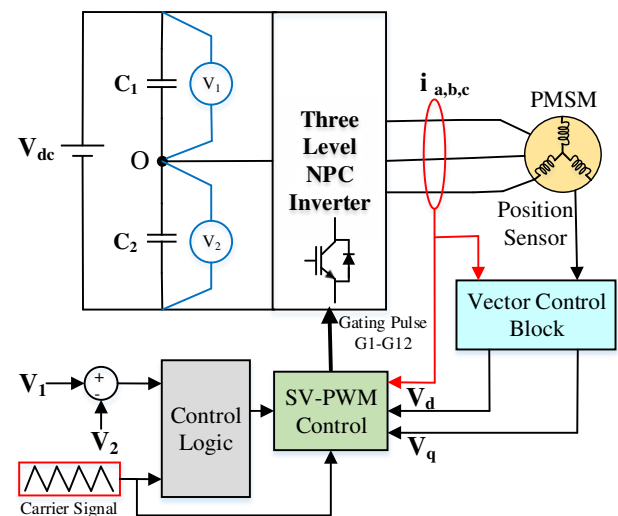 C1
V1
i a,b,c
PMSM
Three
Level
NPC
Inverter
Vdc
O
C2
V2
Position
Sensor
Vector Control
Block
Gating Pulse
G1-G12
V1
+
-
V2
Control
Logic
SV-PWM
Control
Vd
Vq
Carrier Signal